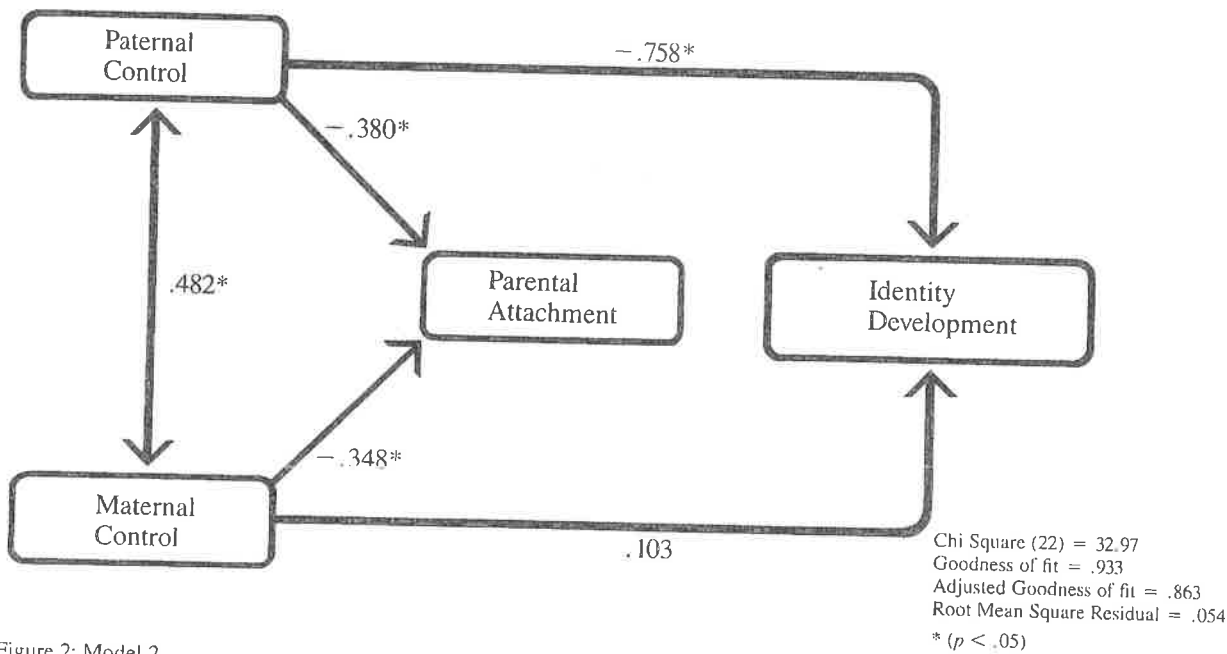 Paternal
Control
−.758*
−.380*
.482*
Parental
Attachment
Identity
Development
−.348*
Maternal
Control
.103
Chi Square (22) = 32.97
Goodness of fit = .933
Adjusted Goodness of fit = .863
Root Mean Square Residual = .054
* (p < .05)
Figure 2: Model 2